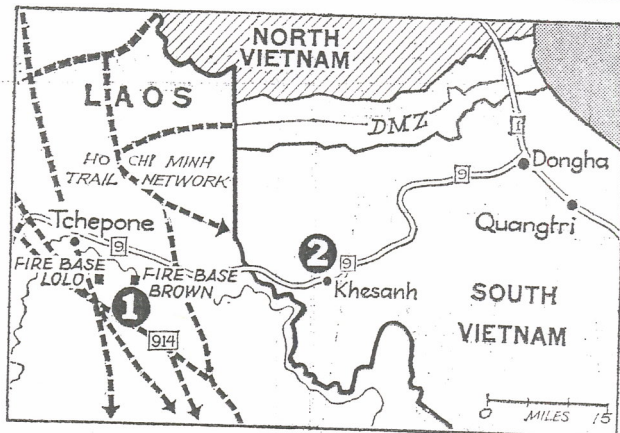 NORTH
VIETNAM
LAOS
DMZ
1
HO CHI MINH
TRAIL NETWORK
9
Dongha
Tchepone
Quangtri
9
2
9
FIRE BASE
LOLO
FIRE BASE
BROWN
Khesanh
1
SOUTH
VIETNAM
914
0
MILES
15